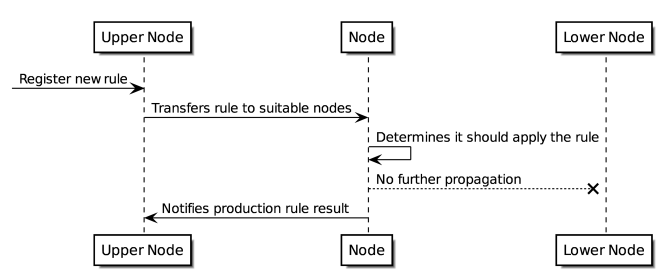 Upper Node
Node
Lower Node
Register new rule
Transfers rule to suitable nodes
Determines it should apply the rule
No further propagation
Notifies production rule result
Upper Node
Node
Lower Node